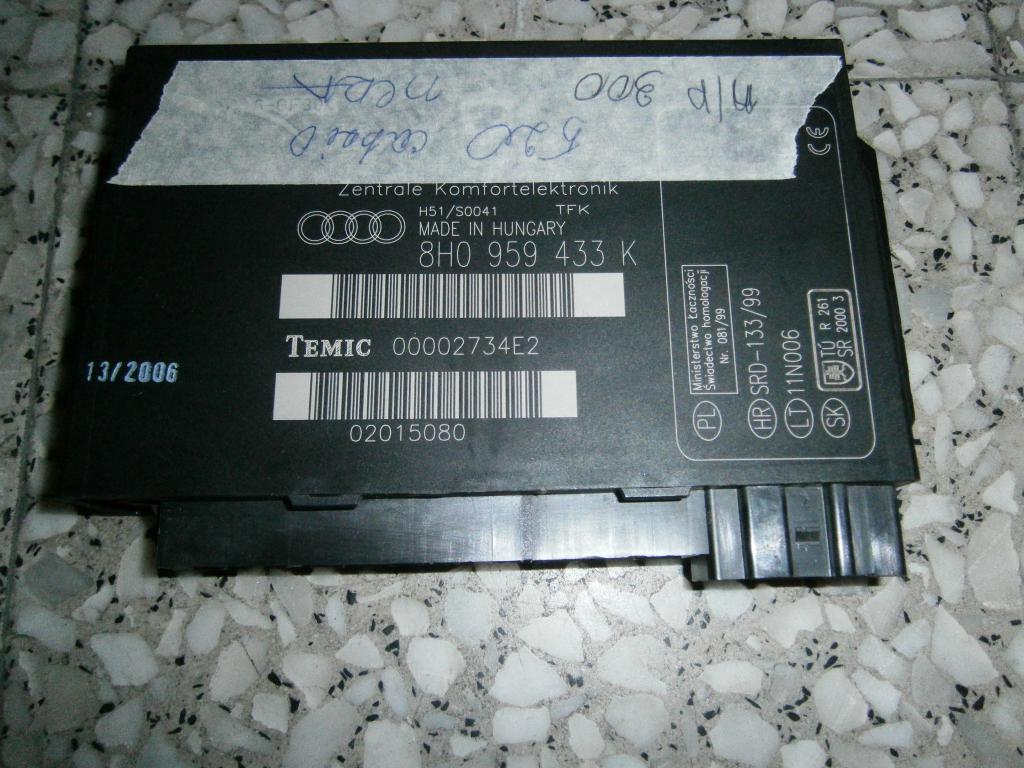 Zentrale Komfortelektronik
H51/S0041 TFK
MADE IN HUNGARY
8H0 959 433 K
TEMIC 00002734E2
02015080
13/2006
CE
PL Ministerstwo Łączności
Świadectwo homologacji
Nr. 081/99
HR SRD-133/99
LT 11N006
SK TÚ R 261
SR 2000 3